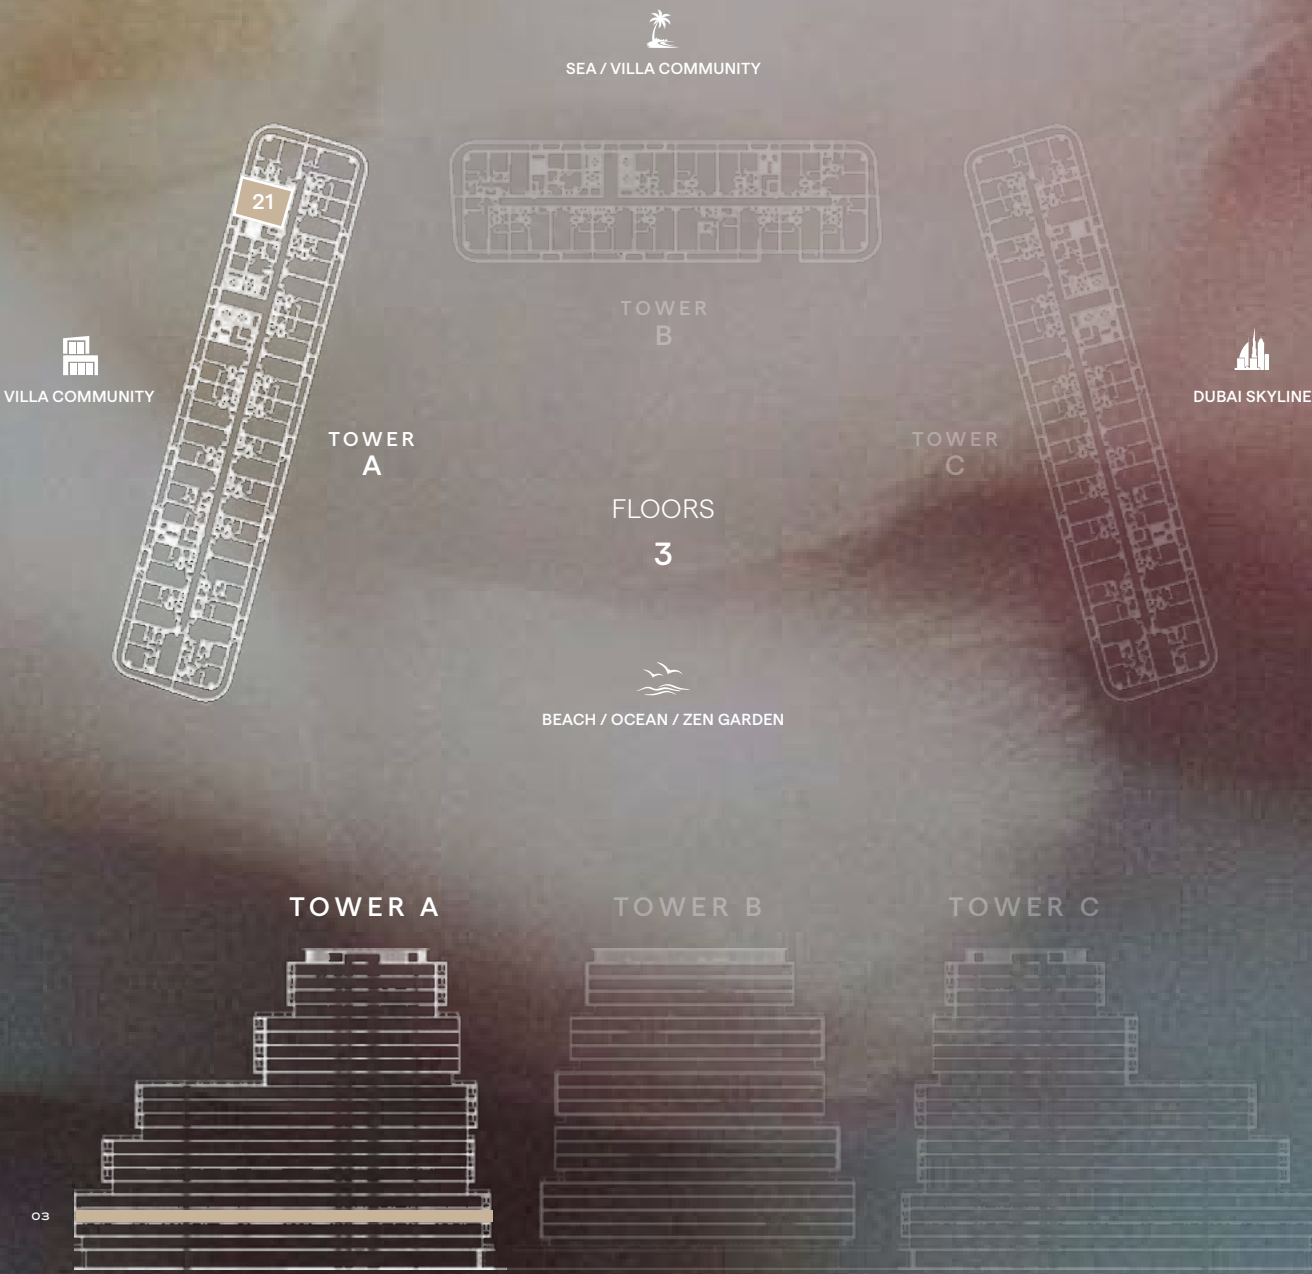 SEA / VILLA COMMUNITY
21
TOWER
B
VILLA COMMUNITY
DUBAI SKYLINE
TOWER
A
TOWER
C
FLOORS
3
BEACH / OCEAN / ZEN GARDEN
TOWER A
TOWER B
TOWER C
03